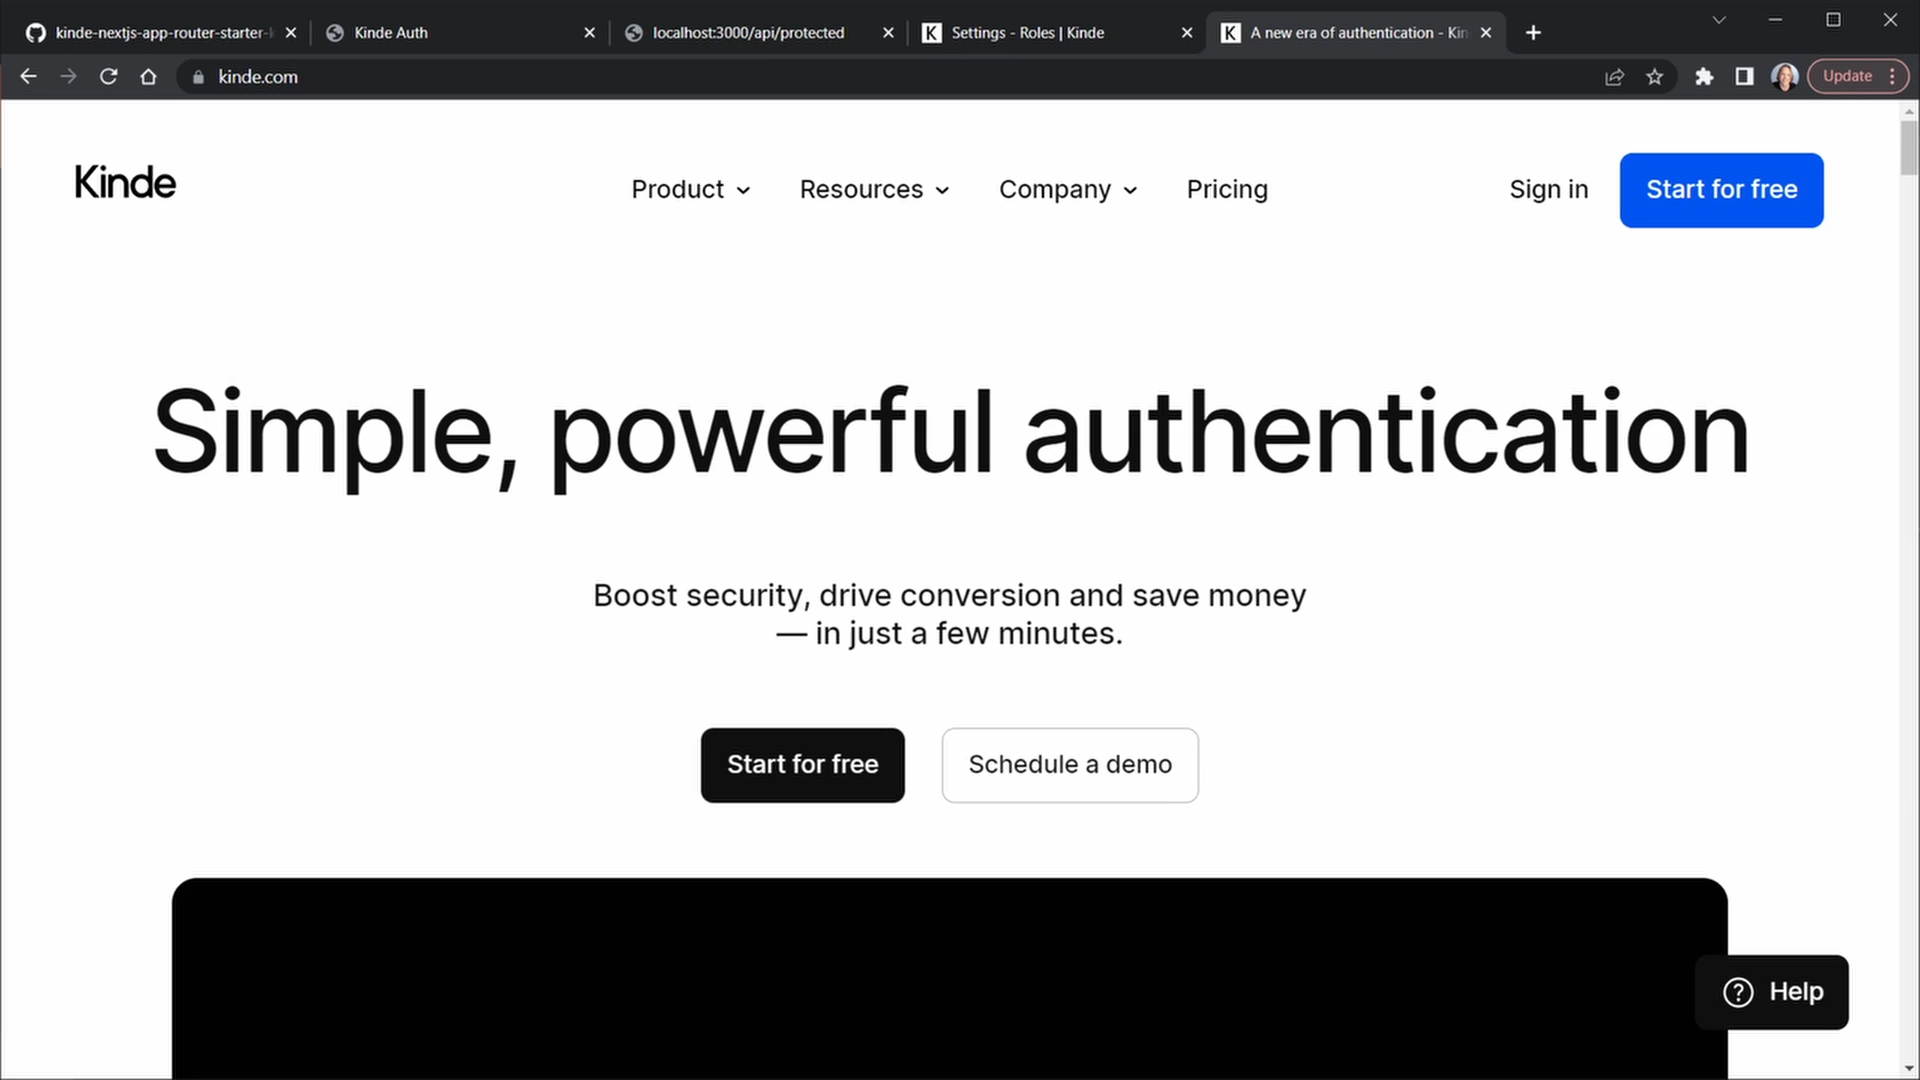 kinde-nextjs-app-router-starter-
Kinde Auth
localhost:3000/api/protected
K
Settings - Roles | Kinde
K
A new era of authentication - Kin
kinde.com
Update
Kinde
Product
Resources
Company
Pricing
Sign in
Start for free
Simple, powerful authentication
Boost security, drive conversion and save money
— in just a few minutes.
Start for free
Schedule a demo
? Help